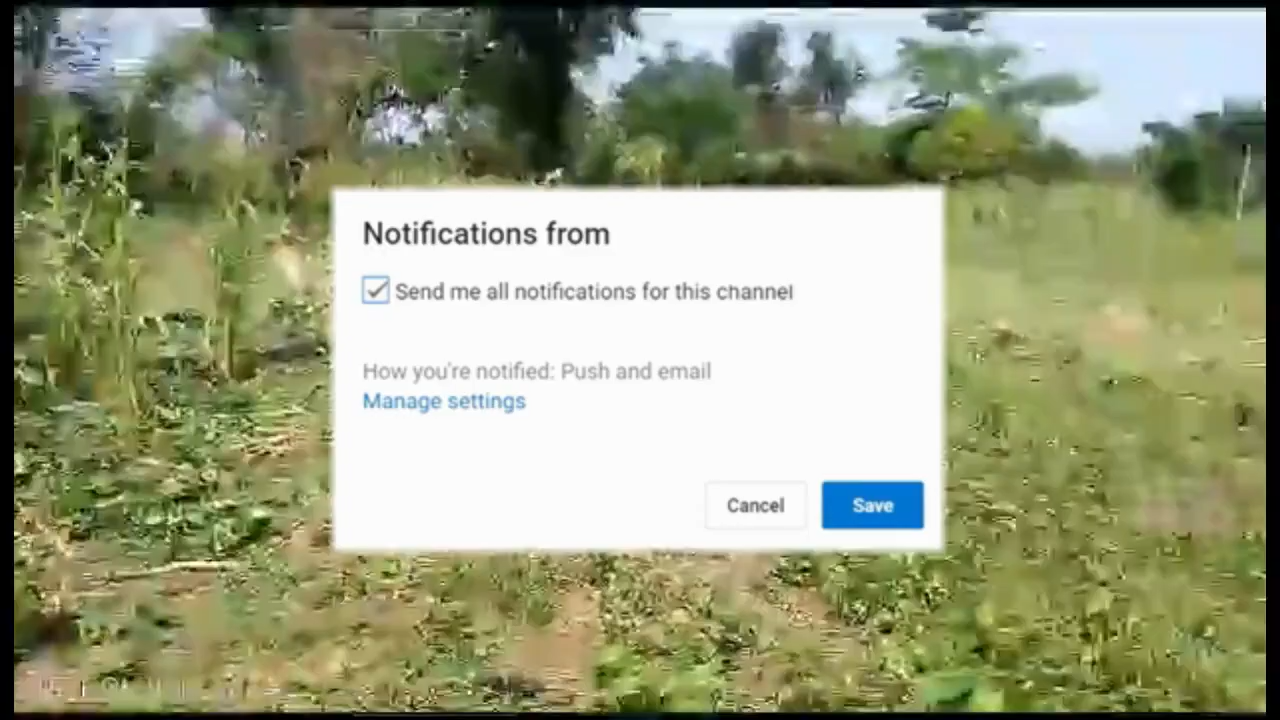 Notifications from
Send me all notifications for this channel
How you're notified: Push and email
Manage settings
Cancel
Save